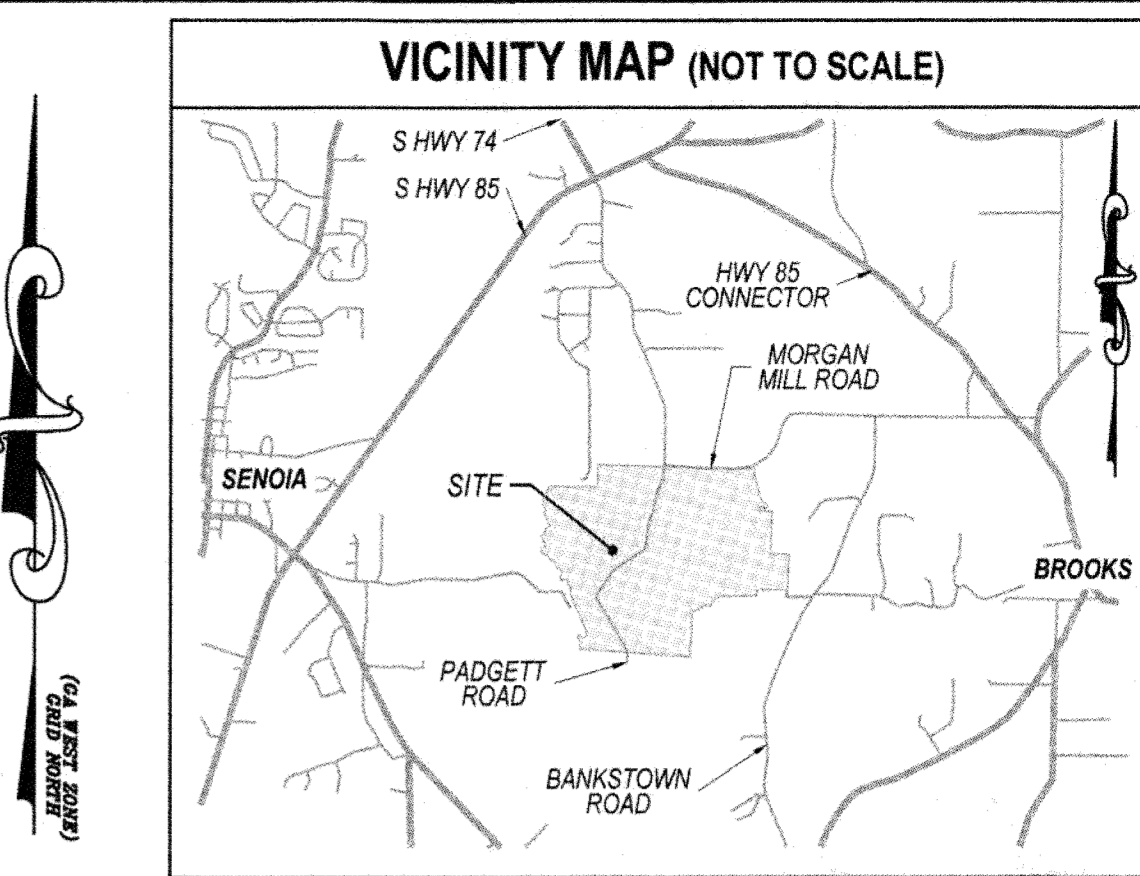 VICINITY MAP (NOT TO SCALE)
S HWY 74
S HWY 85
HWY 85
CONNECTOR
MORGAN
MILL ROAD
SENOIA
SITE
BROOKS
PADGETT
ROAD
BANKSTOWN
ROAD
(GA WEST ZONE)
GRID NORTH